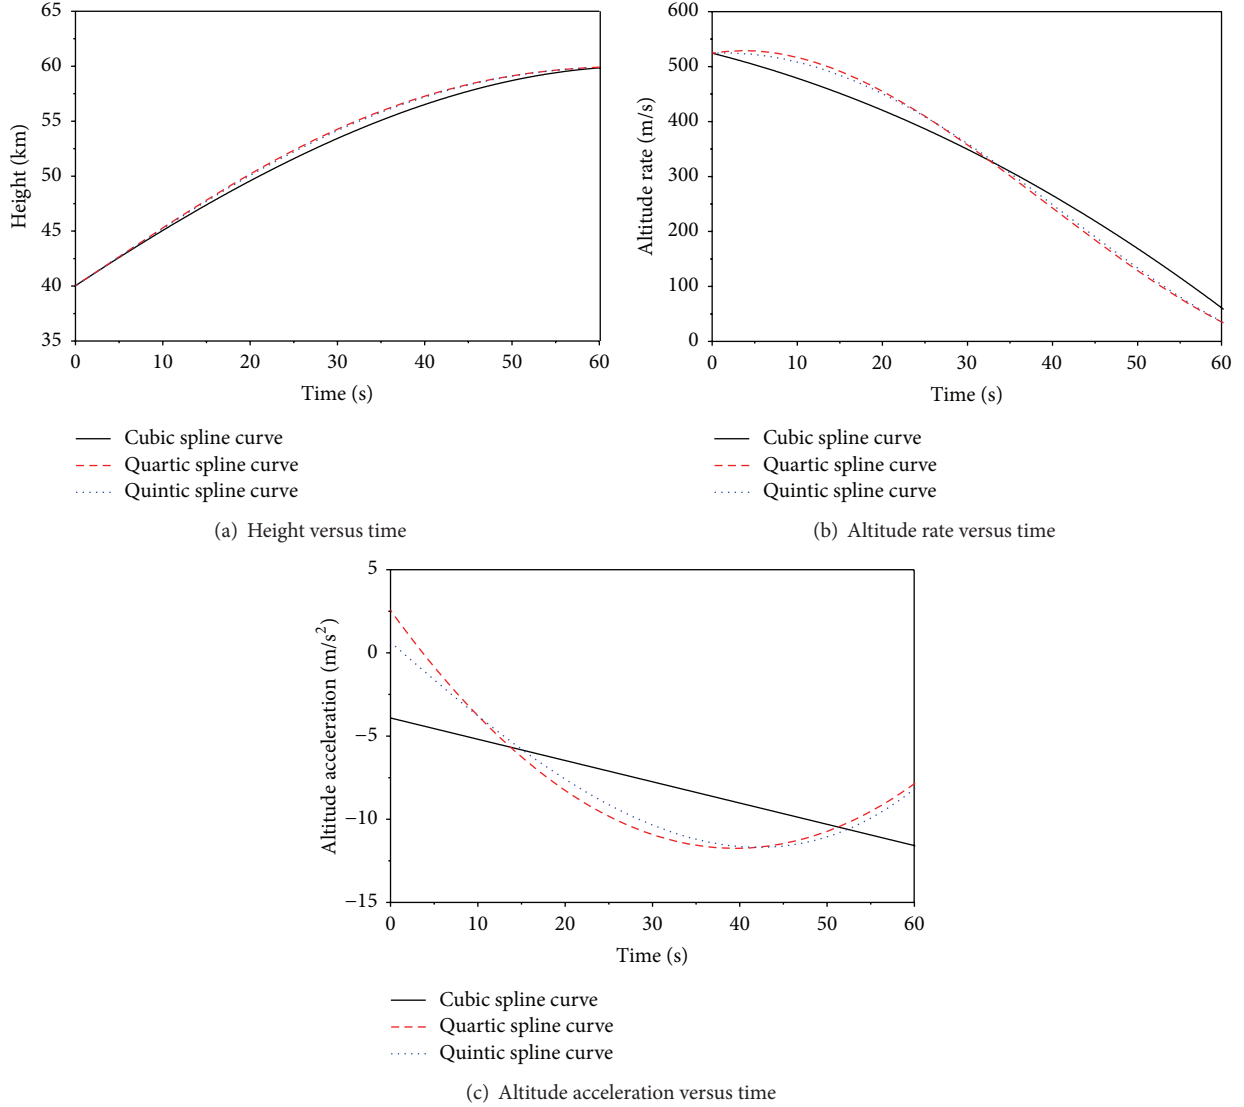 65
60
55
50
45
40
35
Height (km)
0 10 20 30 40 50 60
Time (s)
Cubic spline curve
Quartic spline curve
Quintic spline curve
(a) Height versus time
600
500
400
300
200
100
0
Altitude rate (m/s)
0 10 20 30 40 50 60
Time (s)
Cubic spline curve
Quartic spline curve
Quintic spline curve
(b) Altitude rate versus time
5
0
−5
−10
−15
Altitude acceleration (m/s²)
0 10 20 30 40 50 60
Time (s)
Cubic spline curve
Quartic spline curve
Quintic spline curve
(c) Altitude acceleration versus time